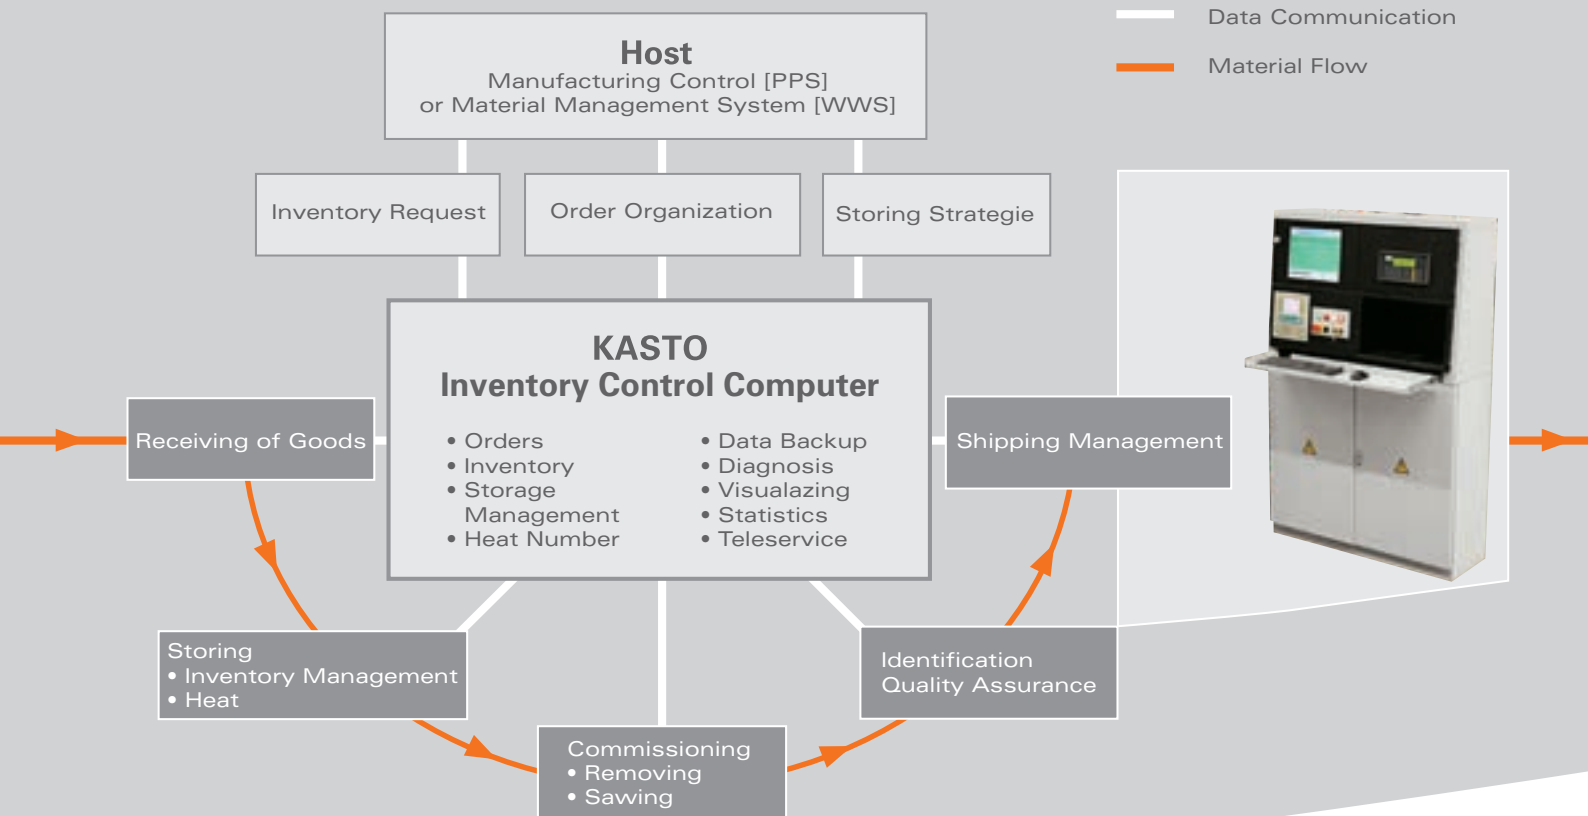 Data Communication
Material Flow
Host
Manufacturing Control [PPS]
or Material Management System [WWS]
Inventory Request
Order Organization
Storing Strategie
KASTO
Inventory Control Computer
• Orders
• Inventory
• Storage
Management
• Heat Number
• Data Backup
• Diagnosis
• Visualazing
• Statistics
• Teleservice
Receiving of Goods
Shipping Management
Storing
• Inventory Management
• Heat
Commissioning
• Removing
• Sawing
Identification
Quality Assurance